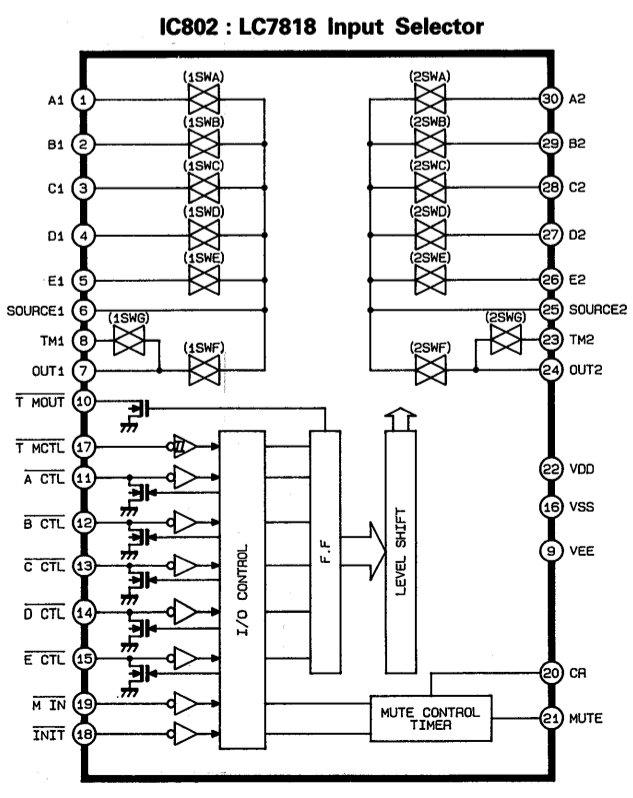 IC802 : LC7818 Input Selector
(1SWA)
(2SWA)
A1 1
30 A2
(1SWB)
(2SWB)
B1 2
29 B2
(1SWC)
(2SWC)
C1 3
28 C2
(1SWD)
(2SWD)
D1 4
27 D2
(1SWE)
(2SWE)
E1 5
26 E2
SOURCE1 6
25 SOURCE2
(1SWG)
(2SWG)
TM1 8
23 TM2
(1SWF)
(2SWF)
OUT1 7
24 OUT2
T MOUT 10
T MCTL 17
A CTL 11
22 VDD
B CTL 12
16 VSS
C CTL 13
9 VEE
D CTL 14
E CTL 15
I/O CONTROL
F.F
LEVEL SHIFT
20 CR
M IN 19
MUTE CONTROL
TIMER
21 MUTE
INIT 18